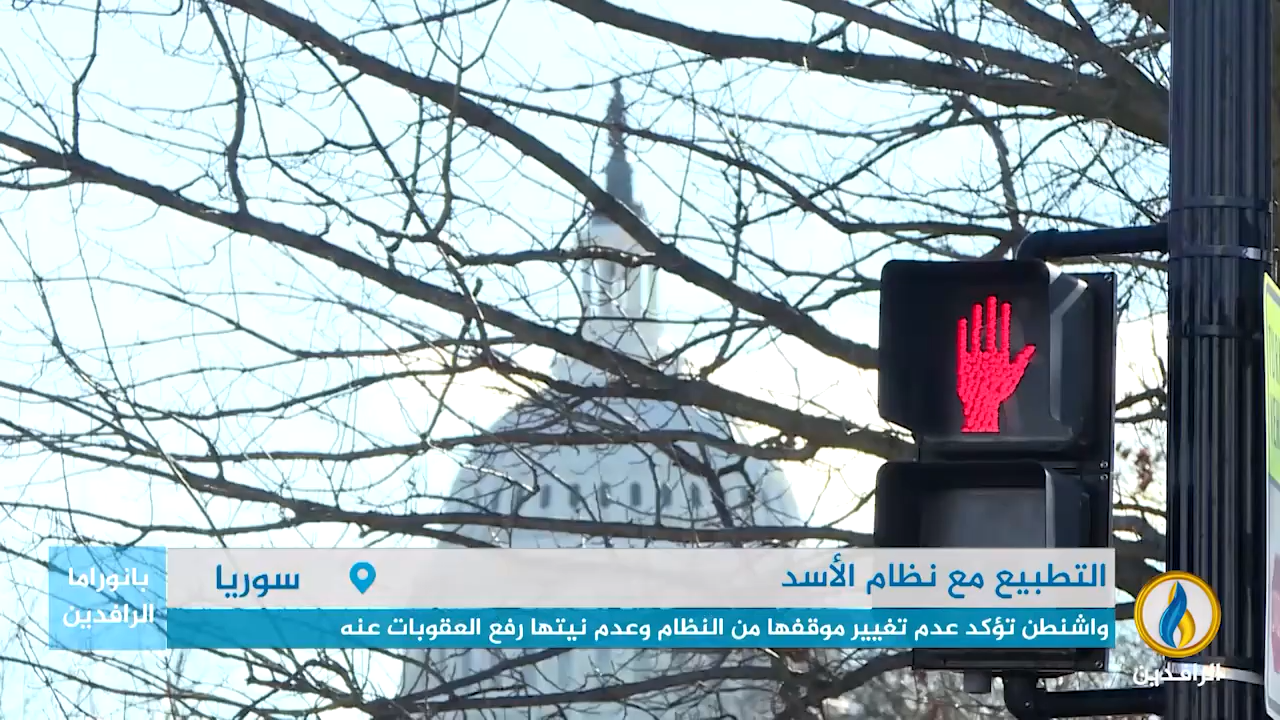 التطبيع مع نظام الأسد
سوريا
واشنطن تؤكد عدم تغيير موقفها من النظام وعدم نيتها رفع العقوبات عنه
بانوراما
الرافدين
الرافدين